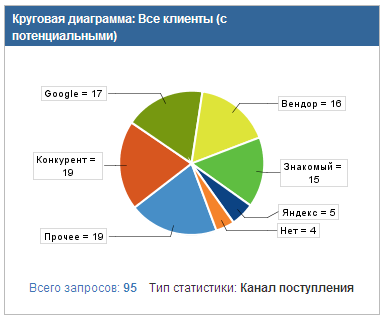 Круговая диаграмма: Все клиенты (с
потенциальными)
Google = 17
Вендор = 16
Конкурент =
19
Знакомый =
15
Яндекс = 5
Нет = 4
Прочее = 19
Всего запросов: 95 Тип статистики: Канал поступления